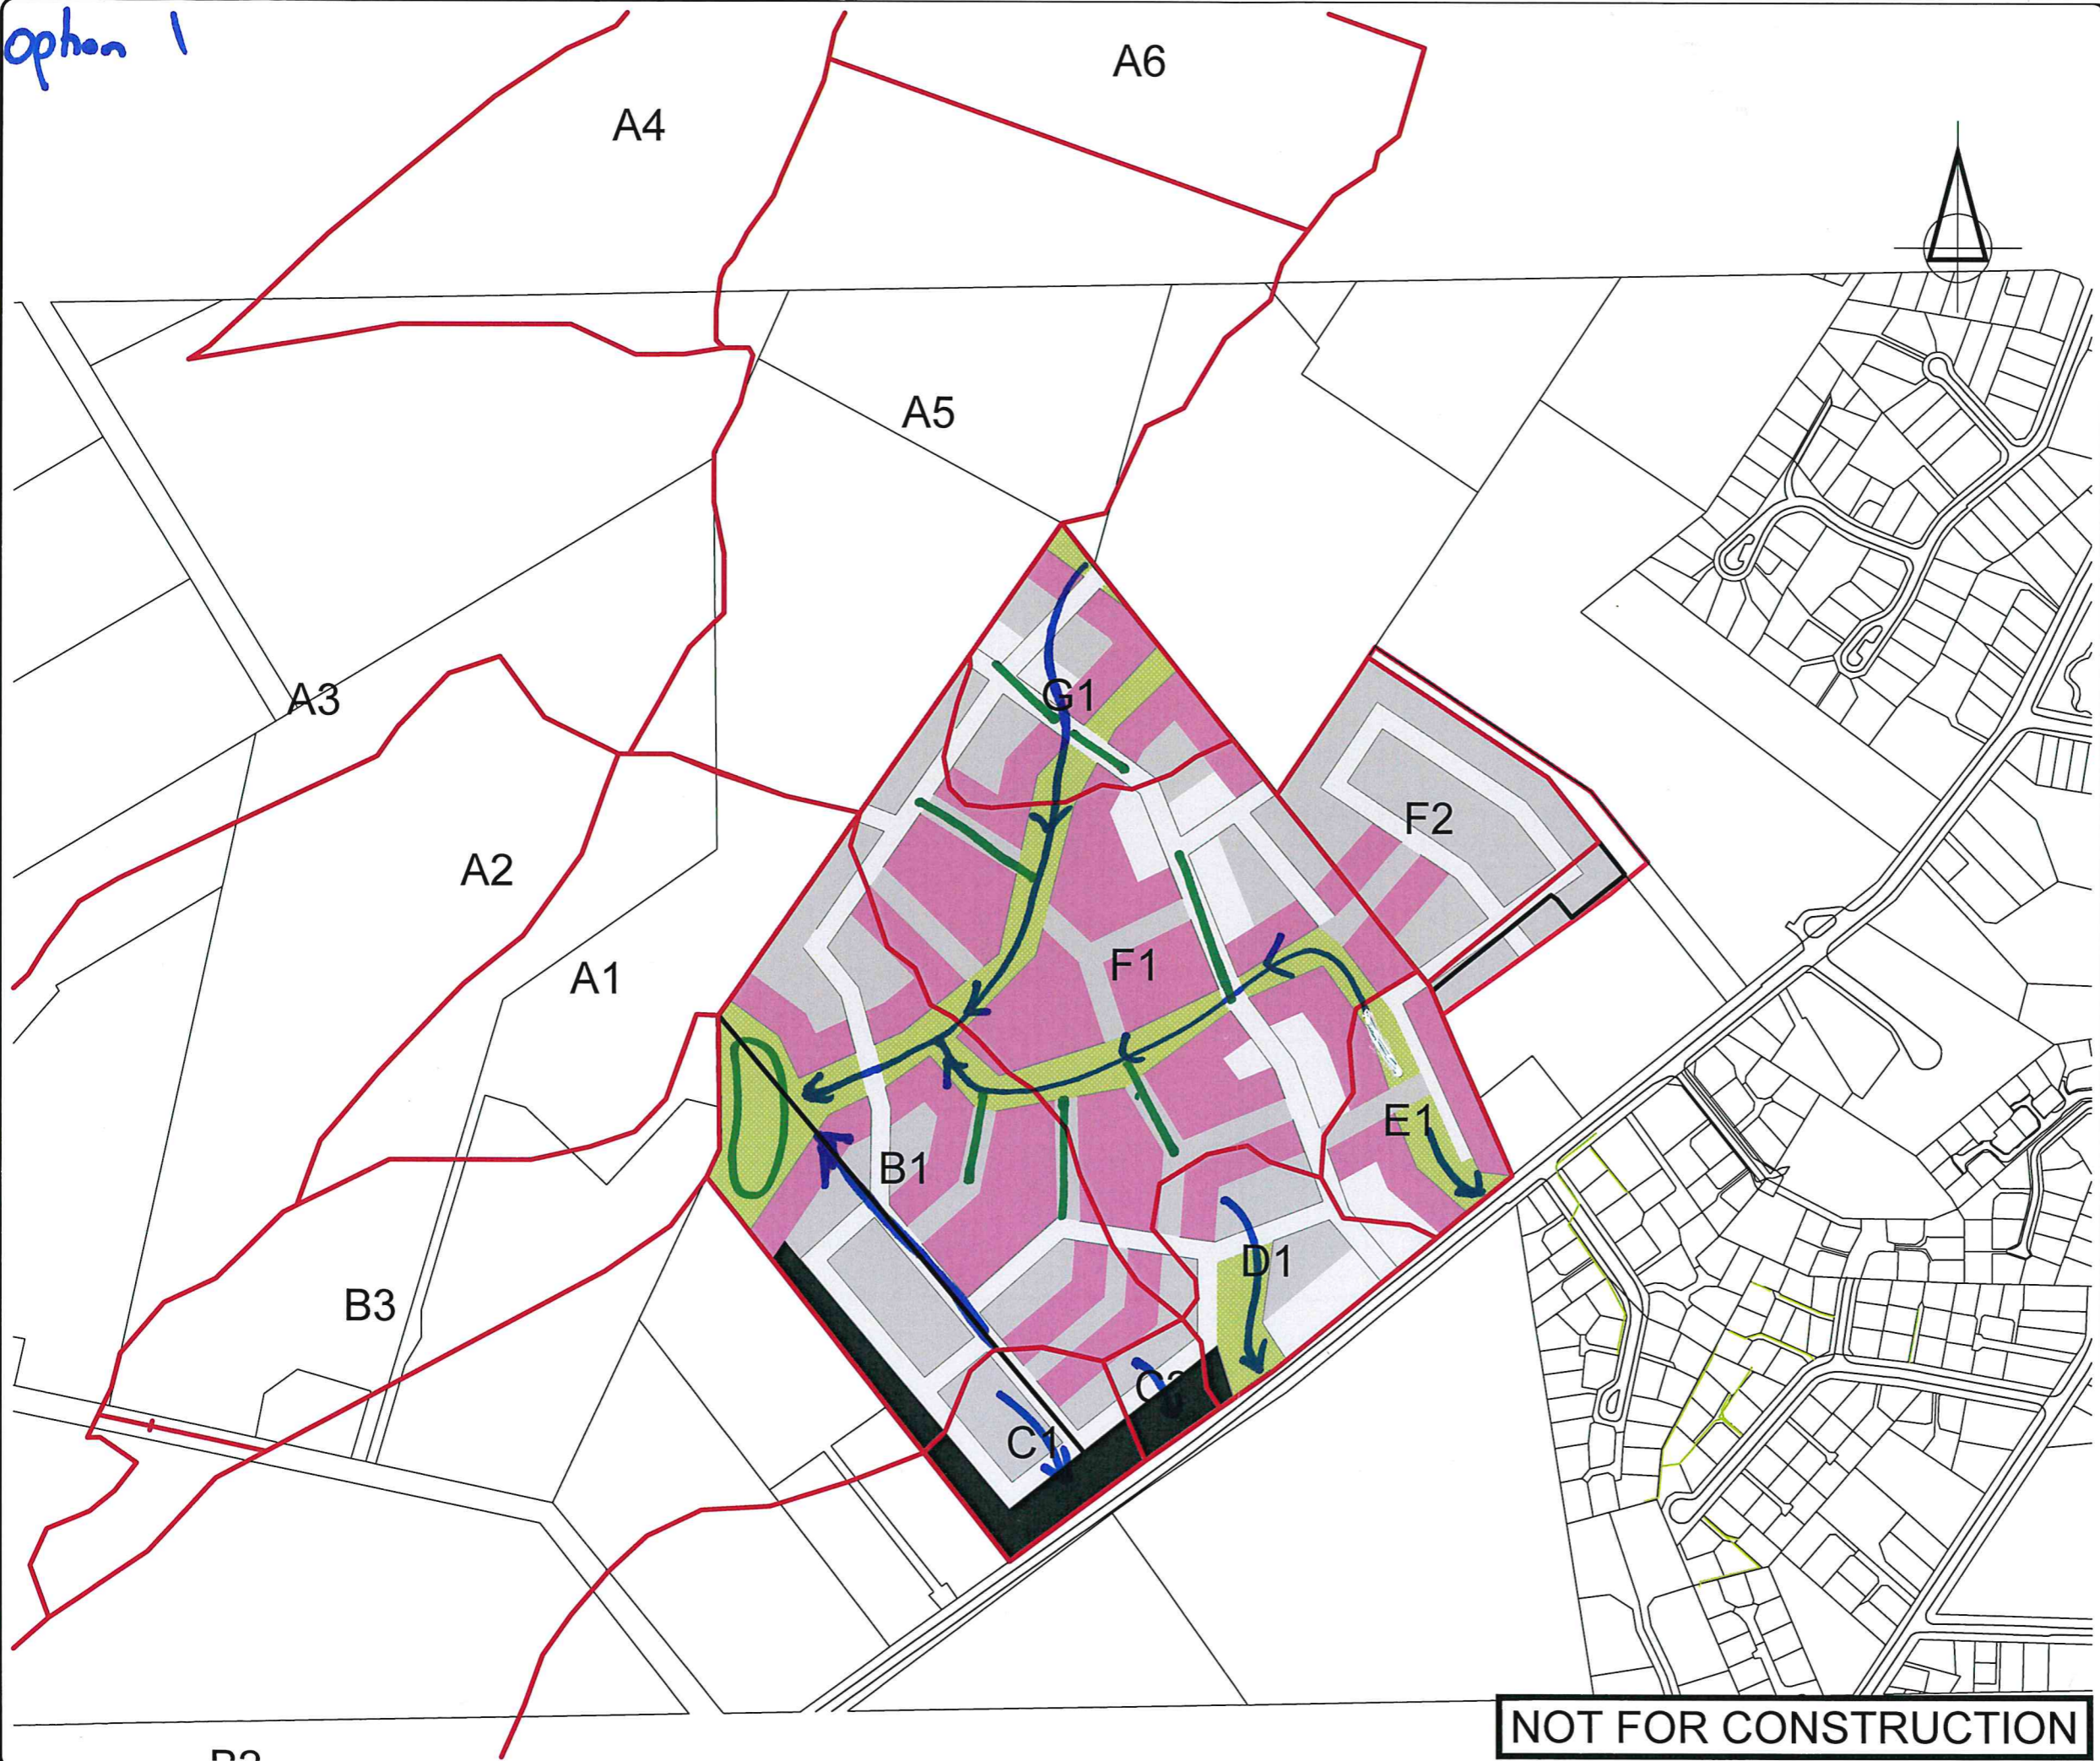 option 1
A6
A4
A5
G1
A3
F2
A2
F1
A1
E1
B1
D1
B3
C1
NOT FOR CONSTRUCTION